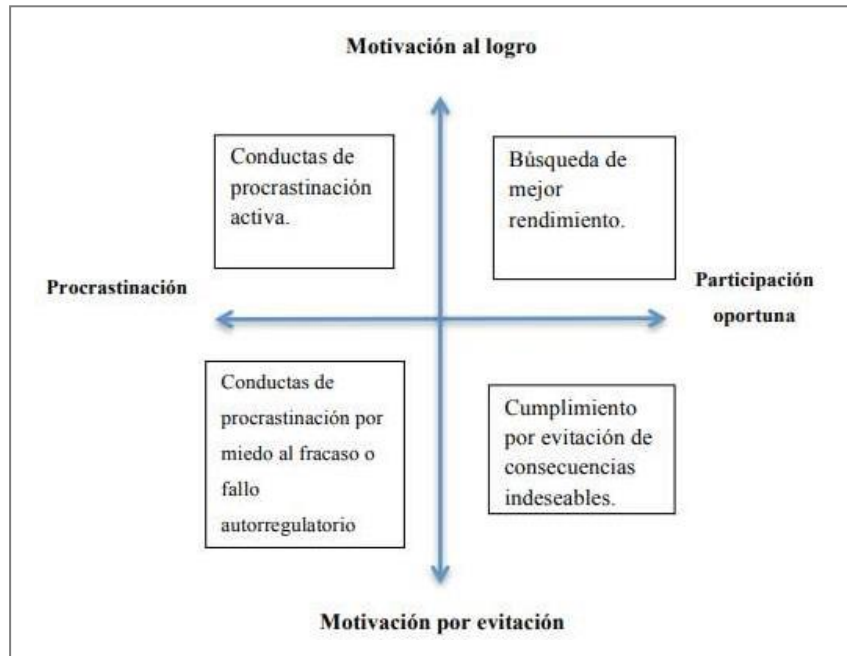 Motivación al logro
Conductas de
procrastinación
activa.
Búsqueda de
mejor
rendimiento.
Procrastinación
Participación
oportuna
Conductas de
procrastinación por
miedo al fracaso o
fallo
autorregulatorio
Cumplimiento
por evitación de
consecuencias
indeseables.
Motivación por evitación